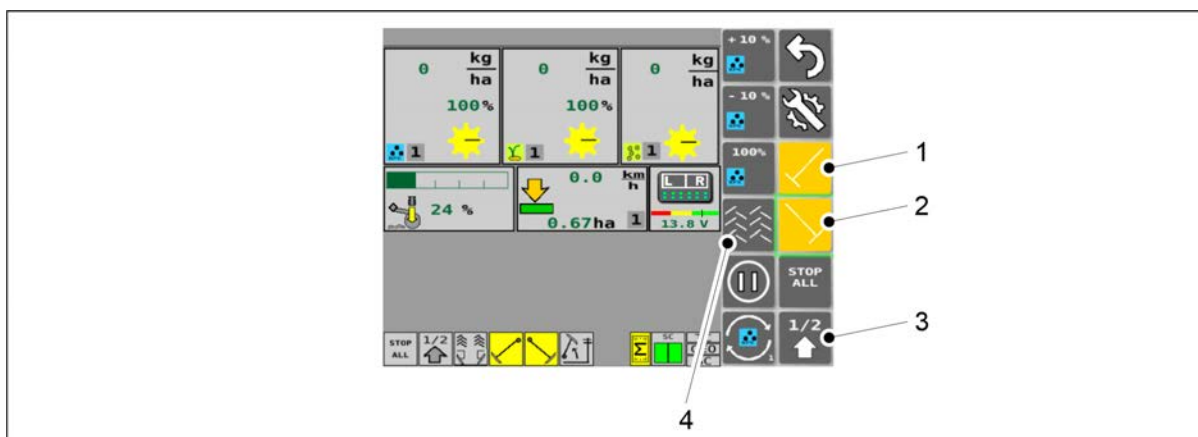 0 kg ha
100%
1
0 kg ha
100%
1
0 kg ha
1
24 %
0.0 km h
0.67ha 1
L R
13.8 V
STOP ALL
1/2
SC
Σ
+ 10 %
- 10 %
100%
STOP ALL
1
1/2
1
2
3
4